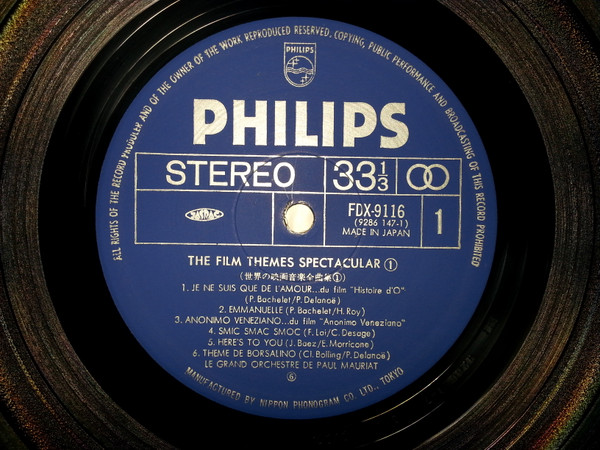 ALL RIGHTS OF THE RECORD PRODUCER AND OF THE OWNER OF THE WORK REPRODUCED RESERVED. COPYING, PUBLIC PERFORMANCE AND BROADCASTING OF THIS RECORD PROHIBITED
PHILIPS
PHILIPS
STEREO
33 1/3
FDX-9116
(9286 147-1)
MADE IN JAPAN
1
THE FILM THEMES SPECTACULAR ①
(世界の映画音楽全曲集①)
1. JE NE SUIS QUE DE L'AMOUR...du film "Histoire d'O"
(P.Bachelet/P.Delanoë)
2. EMMANUELLE (P.Bachelet/H.Roy)
3. ANONIMO VENEZIANO...du film "Anonimo Veneziano"
4. SMIC SMAC SMOC (F.Lai/C.Desage)
5. HERE'S TO YOU (J.Baez/E.Morricone)
6. THEME DE BORSALINO (Cl.Bolling/P.Delanoë)
LE GRAND ORCHESTRE DE PAUL MAURIAT
⑥
MANUFACTURED BY NIPPON PHONOGRAM CO. LTD., TOKYO